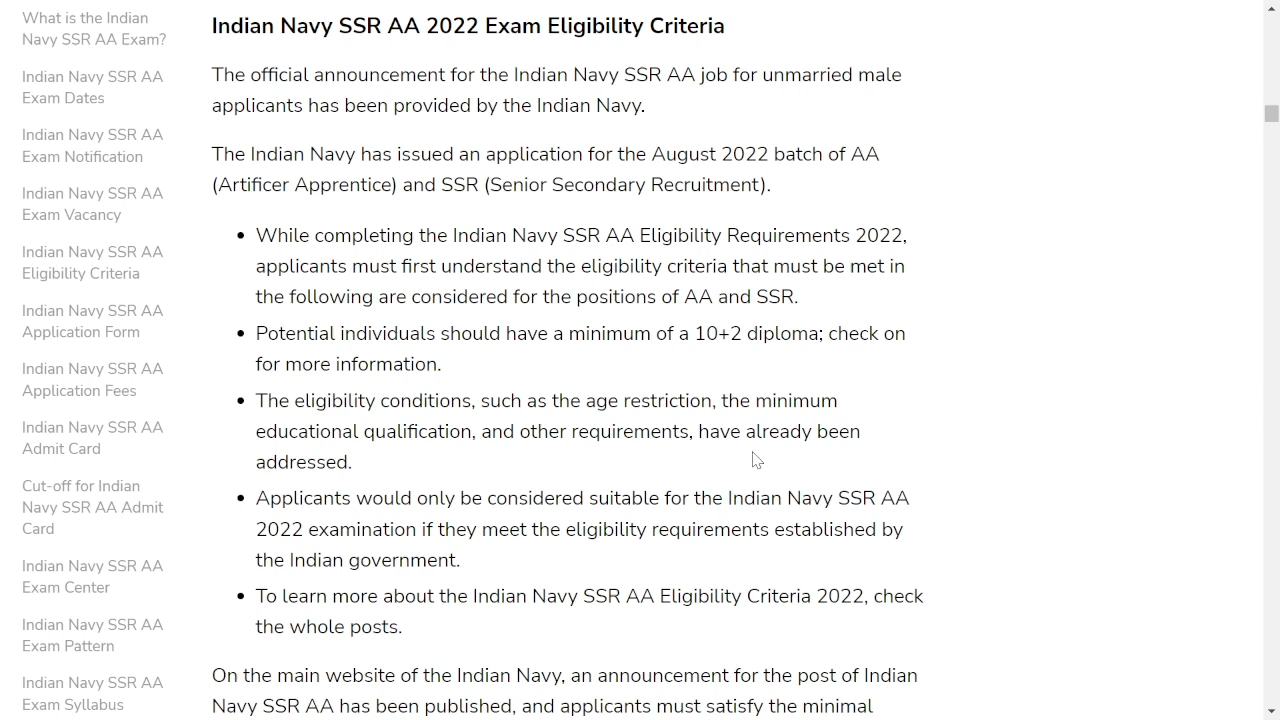 What is the Indian
Navy SSR AA Exam?
Indian Navy SSR AA
Exam Dates
Indian Navy SSR AA
Exam Notification
Indian Navy SSR AA
Exam Vacancy
Indian Navy SSR AA
Eligibility Criteria
Indian Navy SSR AA
Application Form
Indian Navy SSR AA
Application Fees
Indian Navy SSR AA
Admit Card
Cut-off for Indian
Navy SSR AA Admit
Card
Indian Navy SSR AA
Exam Center
Indian Navy SSR AA
Exam Pattern
Indian Navy SSR AA
Exam Syllabus
Indian Navy SSR AA 2022 Exam Eligibility Criteria
The official announcement for the Indian Navy SSR AA job for unmarried male
applicants has been provided by the Indian Navy.
The Indian Navy has issued an application for the August 2022 batch of AA
(Artificer Apprentice) and SSR (Senior Secondary Recruitment).
• While completing the Indian Navy SSR AA Eligibility Requirements 2022,
applicants must first understand the eligibility criteria that must be met in
the following are considered for the positions of AA and SSR.
• Potential individuals should have a minimum of a 10+2 diploma; check on
for more information.
• The eligibility conditions, such as the age restriction, the minimum
educational qualification, and other requirements, have already been
addressed.
• Applicants would only be considered suitable for the Indian Navy SSR AA
2022 examination if they meet the eligibility requirements established by
the Indian government.
• To learn more about the Indian Navy SSR AA Eligibility Criteria 2022, check
the whole posts.
On the main website of the Indian Navy, an announcement for the post of Indian
Navy SSR AA has been published, and applicants must satisfy the minimal